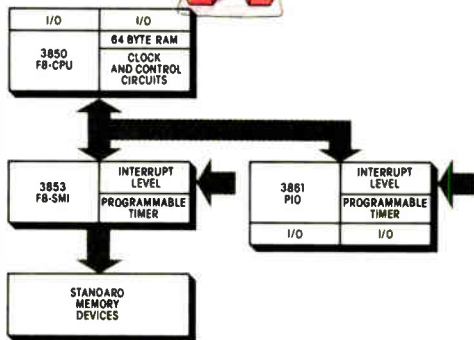 I/O
I/O
3850
F8-CPU
64 BYTE RAM
CLOCK
AND CONTROL
CIRCUITS
3853
F8-SMI
INTERRUPT
LEVEL
PROGRAMMABLE
TIMER
3861
PIO
INTERRUPT
LEVEL
PROGRAMMABLE
TIMER
I/O
I/O
STANDARD
MEMORY
DEVICES